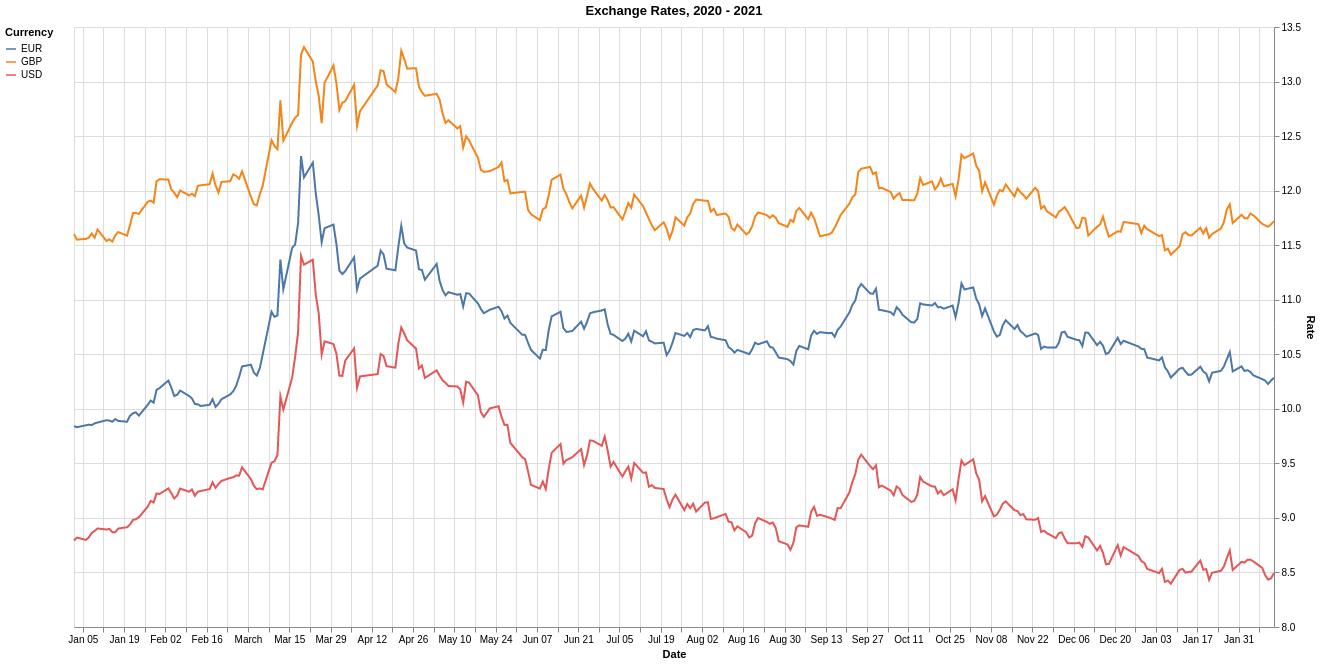 Exchange Rates, 2020 - 2021
Currency
EUR
GBP
USD
13.5
13.0
12.5
12.0
11.5
11.0
10.5
10.0
9.5
9.0
8.5
8.0
Rate
Jan 05 Jan 19 Feb 02 Feb 16 March Mar 15 Mar 29 Apr 12 Apr 26 May 10 May 24 Jun 07 Jun 21 Jul 05 Jul 19 Aug 02 Aug 16 Aug 30 Sep 13 Sep 27 Oct 11 Oct 25 Nov 08 Nov 22 Dec 06 Dec 20 Jan 03 Jan 17 Jan 31
Date